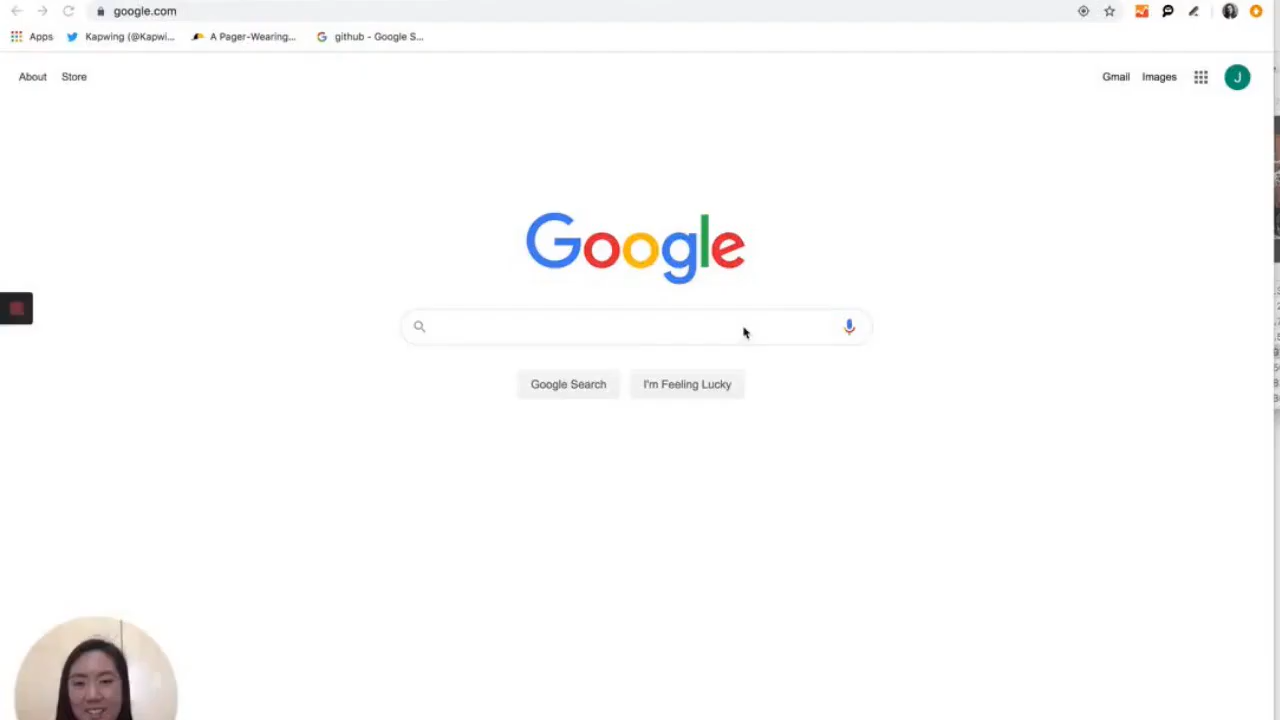 google.com
Apps Kapwing (@Kapwi... A Pager-Wearing... github - Google S...
About Store Gmail Images J
Google
Google Search I'm Feeling Lucky